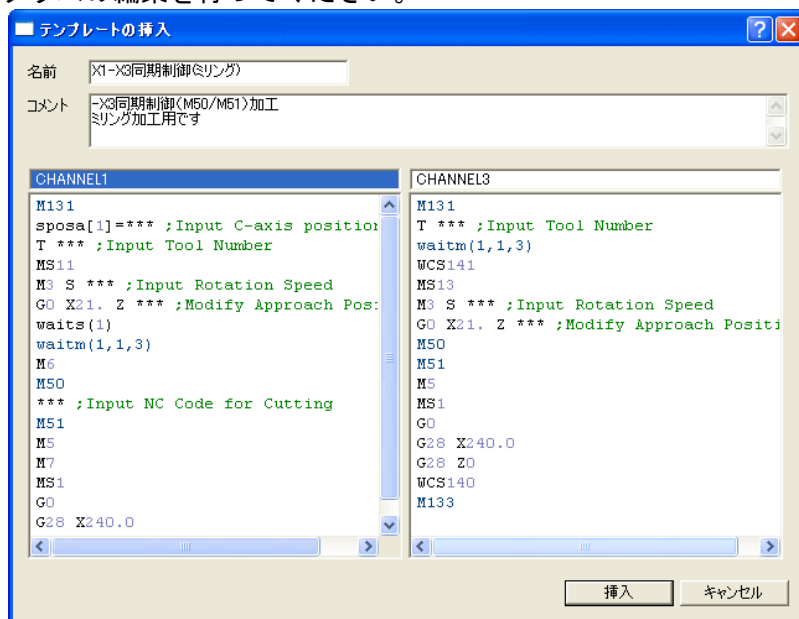 テンプレートの挿入
名前 X1-X3同期制御(ミリング)
コメント -X3同期制御(M50/M51)加工
ミリング加工用です
CHANNEL1
M131
sposa[1]=*** ;Input C-axis position
T *** ;Input Tool Number
MS11
M3 S *** ;Input Rotation Speed
G0 X21. Z *** ;Modify Approach Pos
waits(1)
waitm(1,1,3)
M6
M50
*** ;Input NC Code for Cutting
M51
M5
M7
MS1
G0
G28 X240.0
CHANNEL3
M131
T *** ;Input Tool Number
waitm(1,1,3)
WCS141
MS13
M3 S *** ;Input Rotation Speed
G0 X21. Z *** ;Modify Approach Positi
M50
M51
M5
MS1
G0
G28 X240.0
G28 Z0
WCS140
M133
挿入 キャンセル